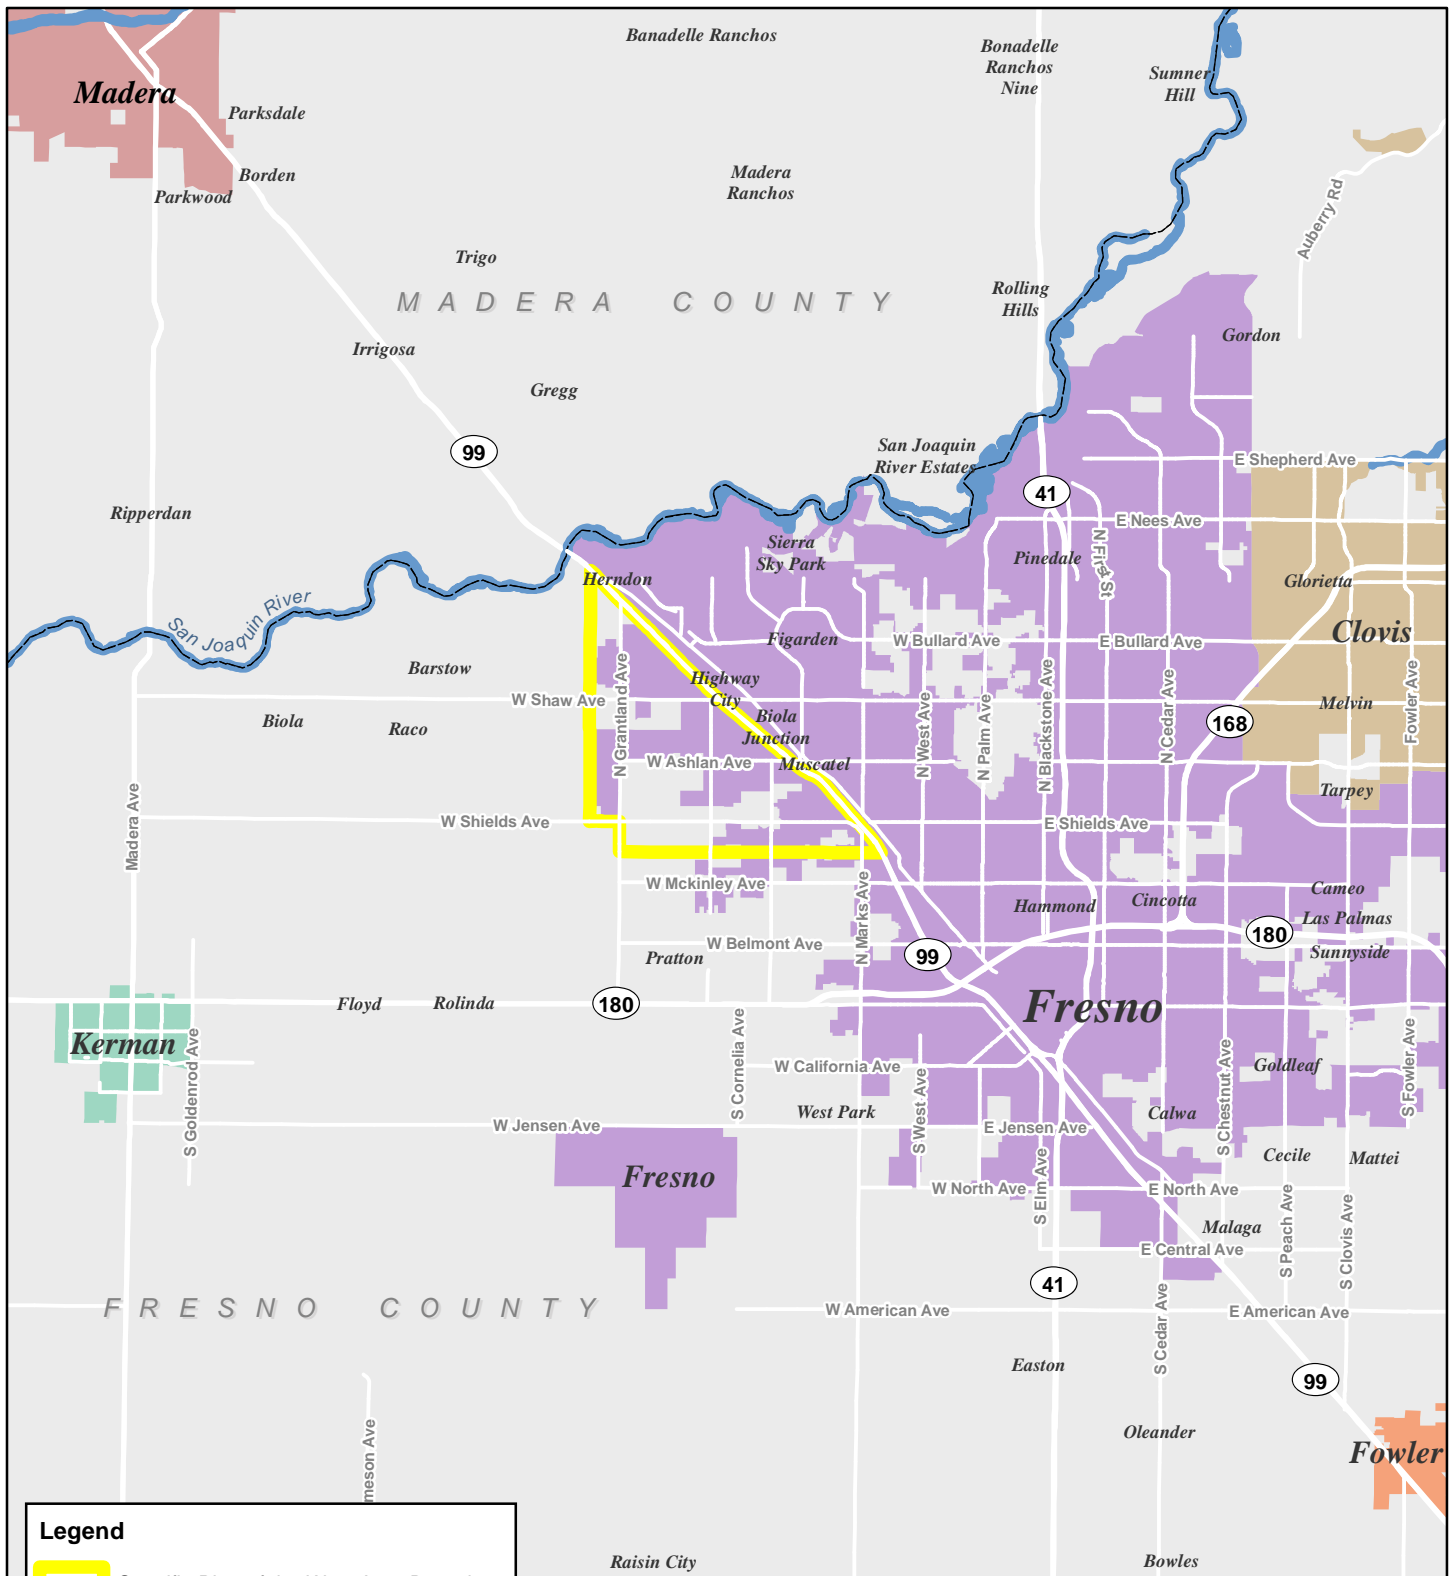 Banadelle Ranchos
Bonadelle
Ranchos
Nine
Sumner
Hill
Madera
Parksdale
Borden
Parkwood
Madera
Ranchos
Auberry Rd
Trigo
MADERA COUNTY
Rolling
Hills
Gordon
Irrigosa
Gregg
99
San Joaquin
River Estates
E Shepherd Ave
41
Ripperdan
E Nees Ave
Sierra
Sky Park
Pinedale
N First St
Herndon
Glorietta
San Joaquin River
Figarden
W Bullard Ave
E Bullard Ave
Clovis
Barstow
N Grantland Ave
Highway
City
W Shaw Ave
Biola
Junction
Biola
Raco
N West Ave
N Palm Ave
N Blackstone Ave
N Cedar Ave
168
Melvin
Fowler Ave
W Ashlan Ave
Muscatel
Tarpey
Madera Ave
W Shields Ave
E Shields Ave
W Mckinley Ave
N Marks Ave
Hammond
Cincotta
Cameo
Las Palmas
W Belmont Ave
99
180
Sunnyside
Pratton
Floyd
Rolinda
180
Fresno
Kerman
S Goldenrod Ave
S Cornelia Ave
W California Ave
S West Ave
S Chestnut Ave
Goldleaf
S Fowler Ave
West Park
Calwa
W Jensen Ave
E Jensen Ave
Cecile
Mattei
Fresno
W North Ave
S Elm Ave
E North Ave
S Peach Ave
S Clovis Ave
Malaga
E Central Ave
41
FRESNO COUNTY
W American Ave
E American Ave
S Cedar Ave
Easton
99
meson Ave
Oleander
Fowler
Legend
Raisin City
Bowles